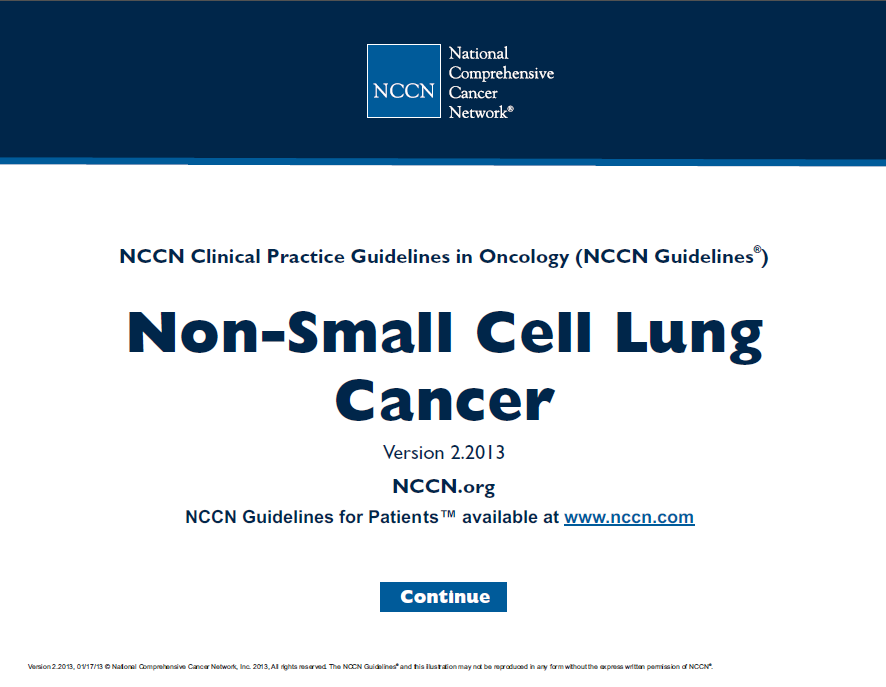 NCCN
National
Comprehensive
Cancer
Network®
NCCN Clinical Practice Guidelines in Oncology (NCCN Guidelines®)
Non-Small Cell Lung
Cancer
Version 2.2013
NCCN.org
NCCN Guidelines for Patients™ available at www.nccn.com
Continue
Version 2.2013, 01/17/13 © National Comprehensive Cancer Network, Inc. 2013, All rights reserved. The NCCN Guidelines® and this illustration may not be reproduced in any form without the express written permission of NCCN®.